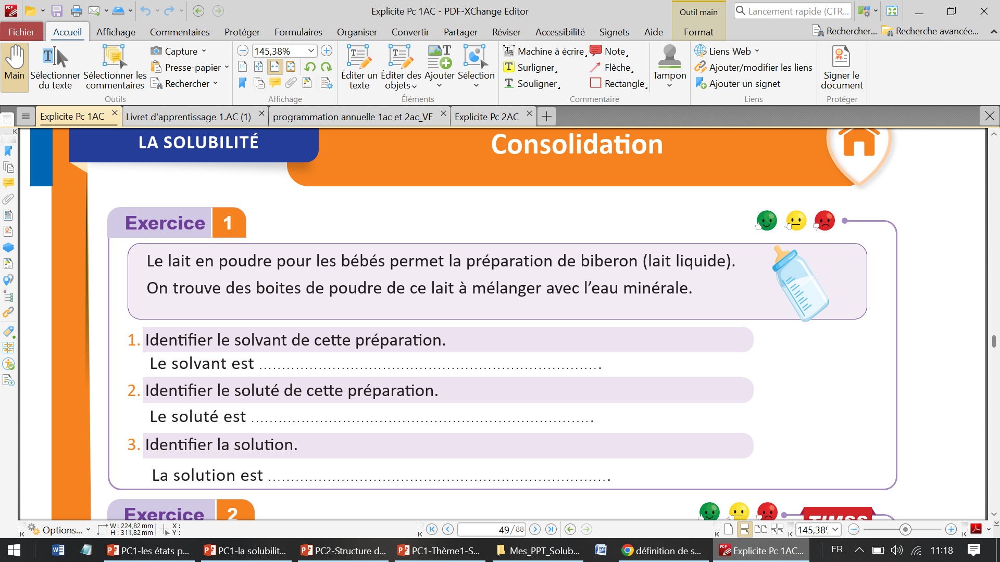 Explicite Pc 1AC - PDF-XChange Editor
Outil main
Lancement rapide (CTR...
Fichier
Accueil
Affichage
Commentaires
Protéger
Formulaires
Organiser
Convertir
Partager
Réviser
Accessibilité
Signets
Aide
Format
Rechercher...
Recherche avancée...
Main
Sélectionner du texte
Sélectionner les commentaires
Capture
Presse-papier
Rechercher
Outils
145,38%
Affichage
Éditer un texte
Éditer des objets
Ajouter
Sélection
Éléments
Machine à écrire
Surligner
Souligner
Note
Flèche
Rectangle
Tampon
Commentaire
Liens Web
Ajouter/modifier les liens
Ajouter un signet
Liens
Signer le document
Protéger
Explicite Pc 1AC
Livret d'apprentissage 1.AC (1)
programmation annuelle 1ac et 2ac_VF
Explicite Pc 2AC
LA SOLUBILITÉ
Consolidation
Exercice 1
Le lait en poudre pour les bébés permet la préparation de biberon (lait liquide).
On trouve des boites de poudre de ce lait à mélanger avec l’eau minérale.
1. Identifier le solvant de cette préparation.
Le solvant est ........................................................................
2. Identifier le soluté de cette préparation.
Le soluté est ........................................................................
3. Identifier la solution.
La solution est ........................................................................
Exercice 2
TIMSS
Options...
W: 224,82 mm
H: 311,82 mm
X:
Y:
49/88
145,38%
PC1-les états p...
PC1-la solubilit...
PC2-Structure d...
PC1-Thème1-S...
Mes_PPT_Solub...
définition de s...
Explicite Pc 1AC...
FR
11:18